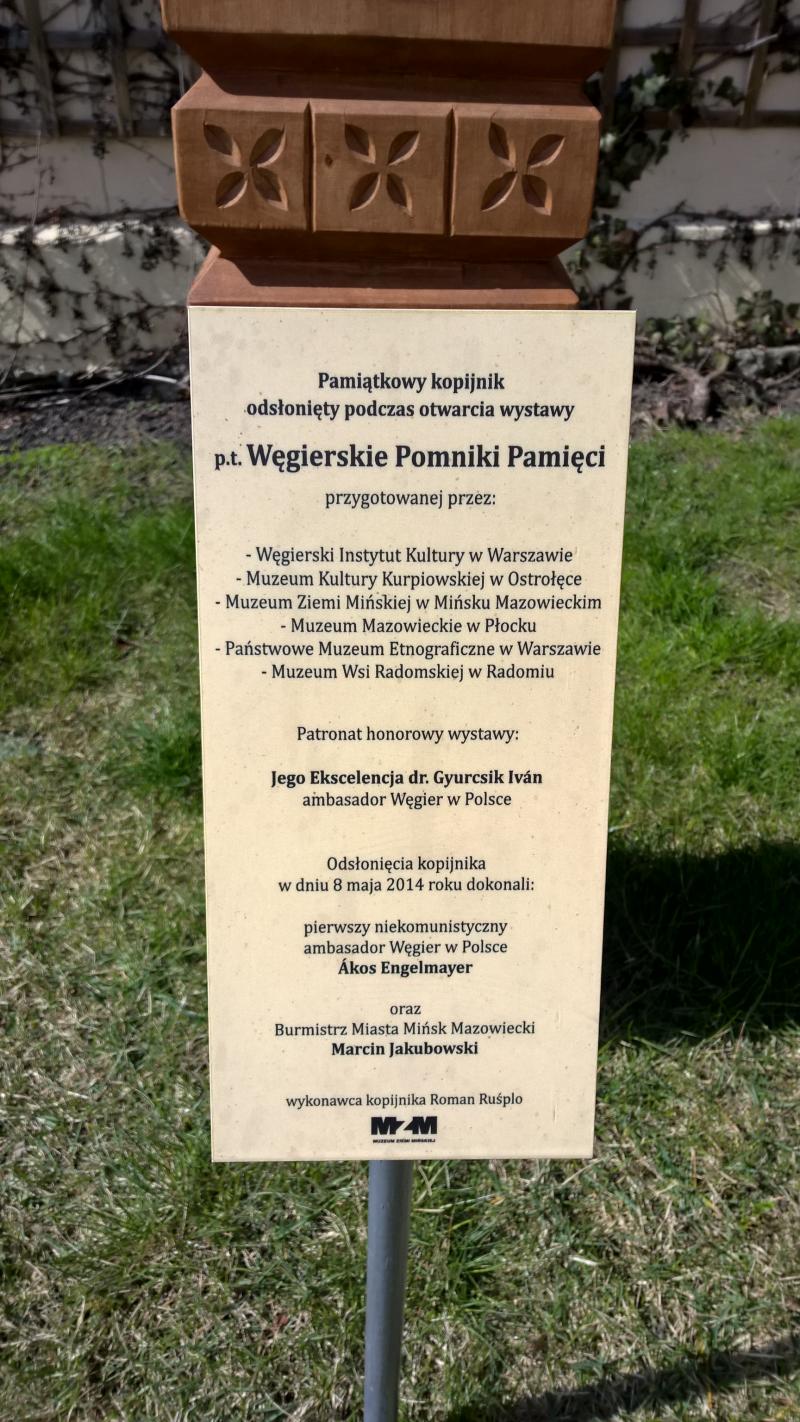 Pamiątkowy kopijnik
odsłonięty podczas otwarcia wystawy
p.t. Węgierskie Pomniki Pamięci
przygotowanej przez:
- Węgierski Instytut Kultury w Warszawie
- Muzeum Kultury Kurpiowskiej w Ostrołęce
- Muzeum Ziemi Mińskiej w Mińsku Mazowieckim
- Muzeum Mazowieckie w Płocku
- Państwowe Muzeum Etnograficzne w Warszawie
- Muzeum Wsi Radomskiej w Radomiu
Patronat honorowy wystawy:
Jego Ekscelencja dr. Gyurcsik Iván
ambasador Węgier w Polsce
Odsłonięcia kopijnika
w dniu 8 maja 2014 roku dokonali:
pierwszy niekomunistyczny
ambasador Węgier w Polsce
Ákos Engelmayer
oraz
Burmistrz Miasta Mińsk Mazowiecki
Marcin Jakubowski
wykonawca kopijnika Roman Ruśplo
MZM
MUZEUM ZIEMI MIŃSKIEJ